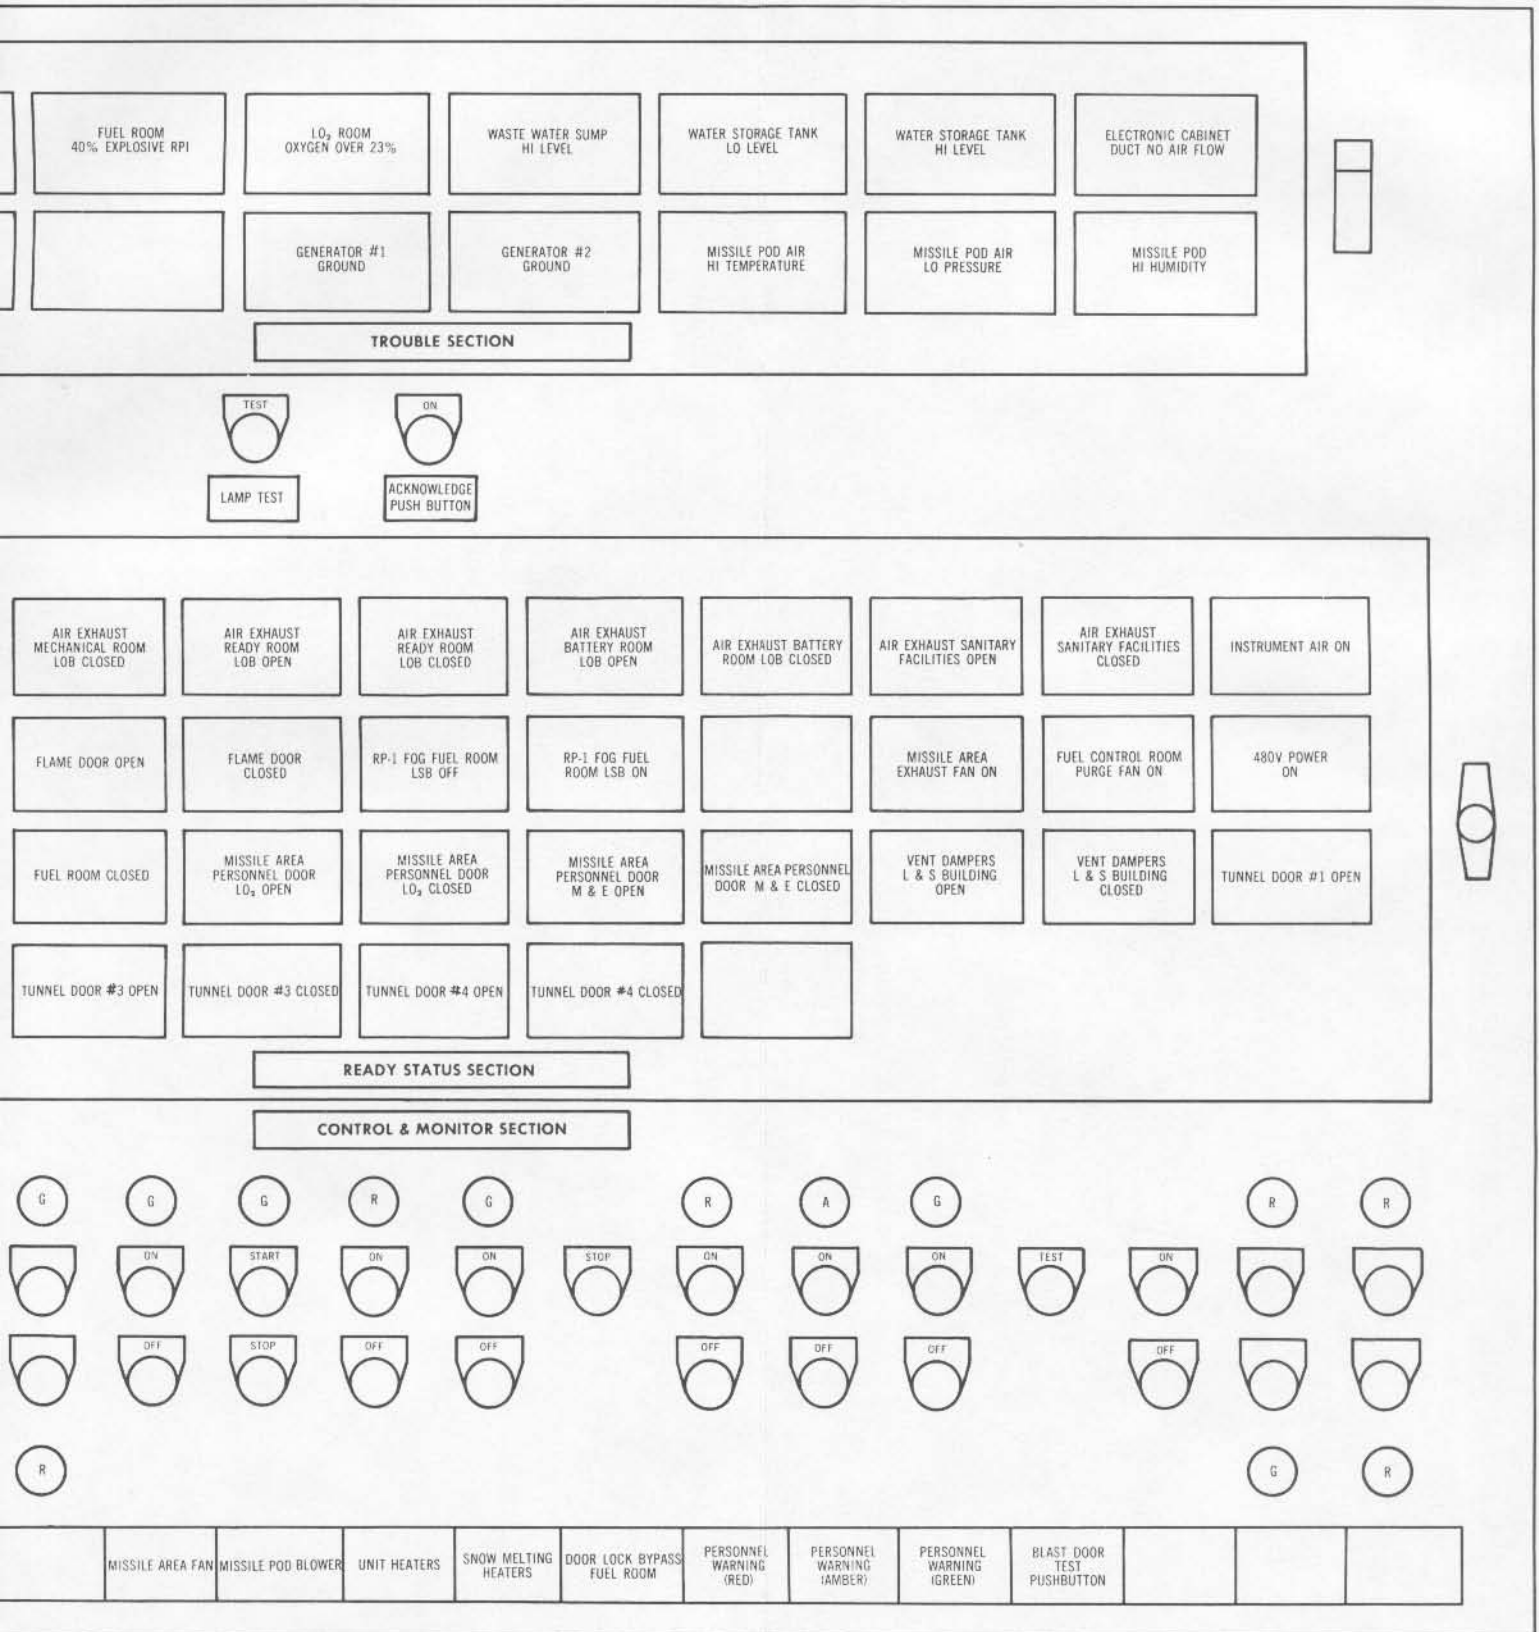 FUEL ROOM
40% EXPLOSIVE RPI
LO₂ ROOM
OXYGEN OVER 23%
WASTE WATER SUMP
HI LEVEL
WATER STORAGE TANK
LO LEVEL
WATER STORAGE TANK
HI LEVEL
ELECTRONIC CABINET
DUCT NO AIR FLOW
GENERATOR #1
GROUND
GENERATOR #2
GROUND
MISSILE POD AIR
HI TEMPERATURE
MISSILE POD AIR
LO PRESSURE
MISSILE POD
HI HUMIDITY
TROUBLE SECTION
TEST
ON
LAMP TEST
ACKNOWLEDGE
PUSH BUTTON
AIR EXHAUST
MECHANICAL ROOM
LOB CLOSED
AIR EXHAUST
READY ROOM
LOB OPEN
AIR EXHAUST
READY ROOM
LOB CLOSED
AIR EXHAUST
BATTERY ROOM
LOB OPEN
AIR EXHAUST BATTERY
ROOM LOB CLOSED
AIR EXHAUST SANITARY
FACILITIES OPEN
AIR EXHAUST
SANITARY FACILITIES
CLOSED
INSTRUMENT AIR ON
FLAME DOOR OPEN
FLAME DOOR
CLOSED
RP-1 FOG FUEL ROOM
LSB OFF
RP-1 FOG FUEL
ROOM LSB ON
MISSILE AREA
EXHAUST FAN ON
FUEL CONTROL ROOM
PURGE FAN ON
480V POWER
ON
FUEL ROOM CLOSED
MISSILE AREA
PERSONNEL DOOR
LO₂ OPEN
MISSILE AREA
PERSONNEL DOOR
LO₂ CLOSED
MISSILE AREA
PERSONNEL DOOR
M & E OPEN
MISSILE AREA PERSONNEL
DOOR M & E CLOSED
VENT DAMPERS
L & S BUILDING
OPEN
VENT DAMPERS
L & S BUILDING
CLOSED
TUNNEL DOOR #1 OPEN
TUNNEL DOOR #3 OPEN
TUNNEL DOOR #3 CLOSED
TUNNEL DOOR #4 OPEN
TUNNEL DOOR #4 CLOSED
READY STATUS SECTION
CONTROL & MONITOR SECTION
G
G
G
R
G
R
A
G
R
R
ON
START
ON
ON
STOP
ON
ON
ON
TEST
ON
OFF
STOP
OFF
OFF
OFF
OFF
OFF
OFF
R
G
R
MISSILE AREA FAN
MISSILE POD BLOWER
UNIT HEATERS
SNOW MELTING
HEATERS
DOOR LOCK BYPASS
FUEL ROOM
PERSONNEL
WARNING
(RED)
PERSONNEL
WARNING
(AMBER)
PERSONNEL
WARNING
(GREEN)
BLAST DOOR
TEST
PUSHBUTTON